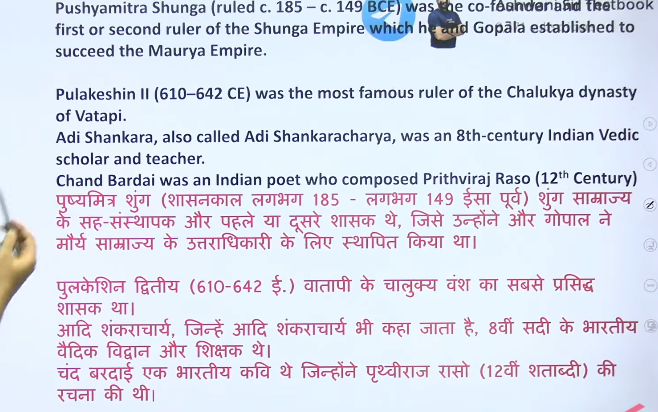 Pushyamitra Shunga (ruled c. 185 – c. 149 BCE) was the co-founder and the
first or second ruler of the Shunga Empire which he and Gopāla established to
succeed the Maurya Empire.
Pulakeshin II (610–642 CE) was the most famous ruler of the Chalukya dynasty
of Vatapi.
Adi Shankara, also called Adi Shankaracharya, was an 8th-century Indian Vedic
scholar and teacher.
Chand Bardai was an Indian poet who composed Prithviraj Raso (12th Century)
पुष्यमित्र शुंग (शासनकाल लगभग 185 - लगभग 149 ईसा पूर्व) शुंग साम्राज्य
के सह-संस्थापक और पहले या दूसरे शासक थे, जिसे उन्होंने और गोपाल ने
मौर्य साम्राज्य के उत्तराधिकारी के लिए स्थापित किया था।
पुलकेशिन द्वितीय (610-642 ई.) वातापी के चालुक्य वंश का सबसे प्रसिद्ध
शासक था।
आदि शंकराचार्य, जिन्हें आदि शंकराचार्य भी कहा जाता है, 8वीं सदी के भारतीय
वैदिक विद्वान और शिक्षक थे।
चंद बरदाई एक भारतीय कवि थे जिन्होंने पृथ्वीराज रासो (12वीं शताब्दी) की
रचना की थी।